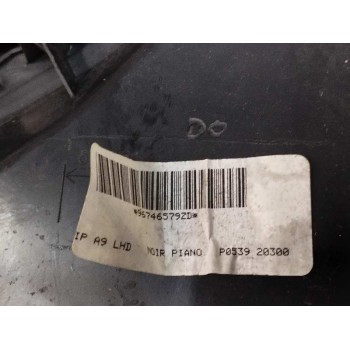 DO
*96746579ZD*
IP A9 LHD NOIR PIANO P0539 20300